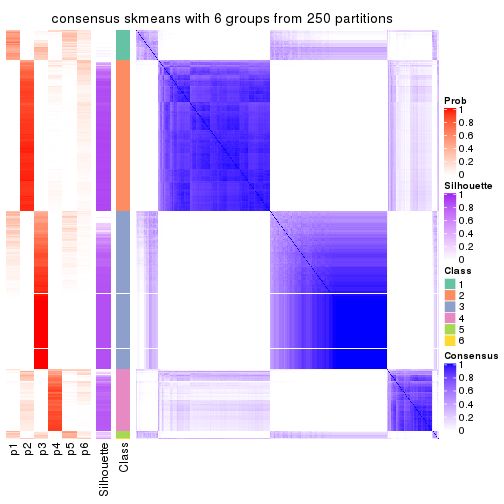 consensus skmeans with 6 groups from 250 partitions
Prob
1
0.8
0.6
0.4
0.2
0
Silhouette
1
0.8
0.6
0.4
0.2
0
Class
1
2
3
4
5
6
Consensus
1
0.8
0.6
0.4
0.2
0
p1
p2
p3
p4
p5
p6
Silhouette
Class